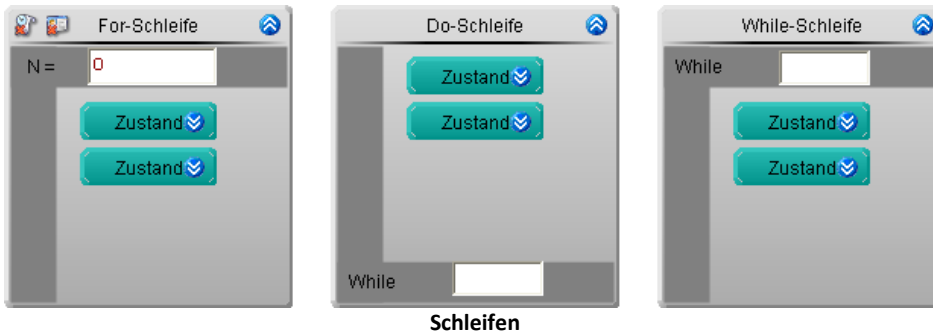 For-Schleife
N =
0
Zustand
Zustand
Do-Schleife
Zustand
Zustand
While
While-Schleife
While
Zustand
Zustand
Schleifen